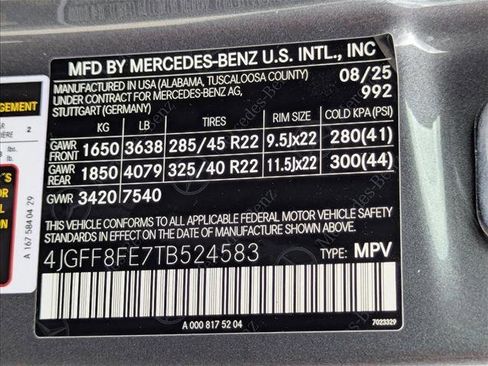 MFD BY MERCEDES-BENZ U.S. INTL., INC
MANUFACTURED IN USA (ALABAMA, TUSCALOOSA COUNTY) 08/25
UNDER CONTRACT FOR MERCEDES-BENZ AG, 992
STUTTGART (GERMANY)
KG LB TIRES RIM SIZE COLD KPA (PSI)
GAWR FRONT 1650 3638 285/45 R22 9.5Jx22 280(41)
GAWR REAR 1850 4079 325/40 R22 11.5Jx22 300(44)
GVWR 3420 7540
THIS VEHICLE CONFORMS TO ALL APPLICABLE FEDERAL MOTOR VEHICLE SAFETY
STANDARDS IN EFFECT ON THE DATE OF MANUFACTURE SHOWN ABOVE.
4JGFF8FE7TB524583 TYPE: MPV
A 000 817 52 04 7023329
2
lbs.
A 167 584 04 29